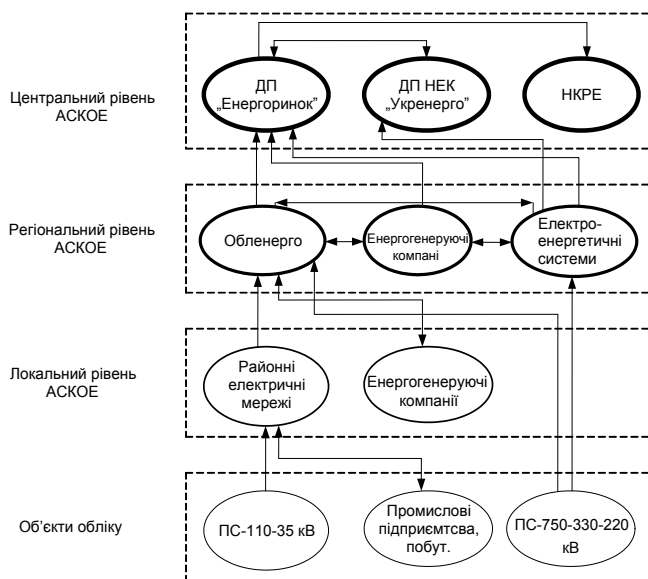 Центральний рівень
АСКОЕ
ДП
„Енергоринок”
ДП НЕК
„Укренерго”
НКРЕ
Регіональний рівень
АСКОЕ
Обленерго
Енергогенеруючі
компані
Електро-
енергетичні
системи
Локальний рівень
АСКОЕ
Районні
електричні
мережі
Енергогенеруючі
компанії
Об’єкти обліку
ПС-110-35 кВ
Промислові
підприємтсва,
побут.
ПС-750-330-220
кВ